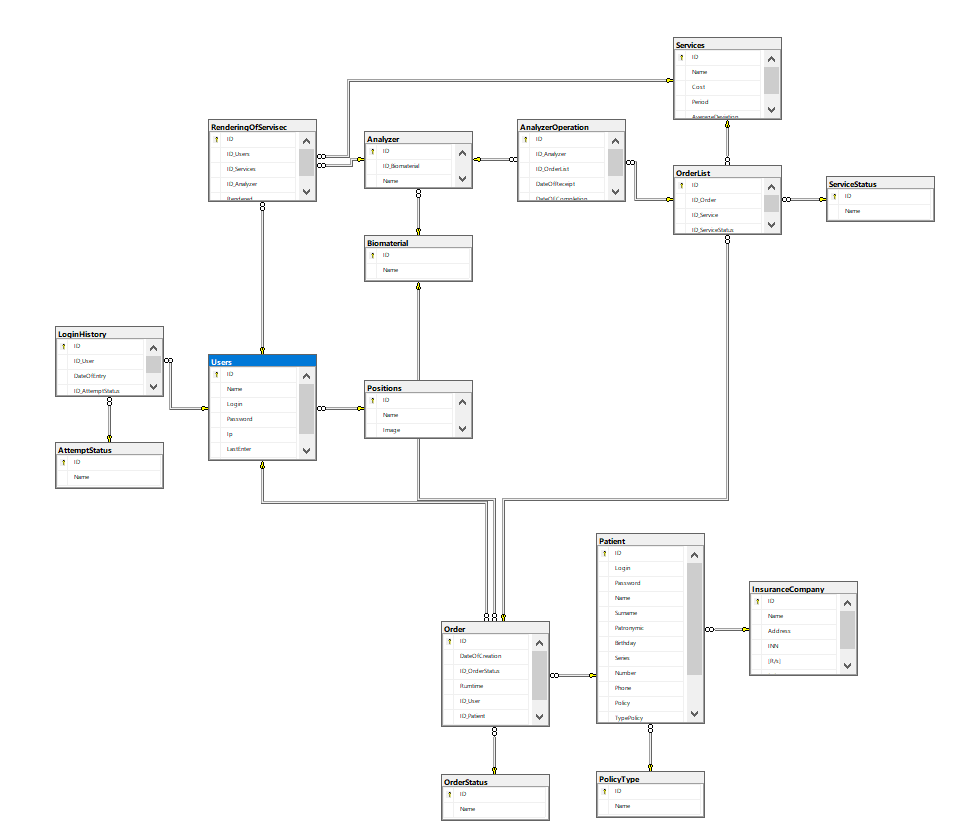 Services
ID
Name
Cost
Period
AverageDeviation
RenderingOfServisec
ID
ID_Users
ID_Services
ID_Analyzer
Rendered
Analyzer
ID
ID_Biomaterial
Name
AnalyzerOperation
ID
ID_Analyzer
ID_OrderList
DateOfReceipt
DateOfCompletion
OrderList
ID
ID_Order
ID_Service
ID_ServiceStatus
ServiceStatus
ID
Name
Biomaterial
ID
Name
LoginHistory
ID
ID_User
DateOfEntry
ID_AttemptStatus
Users
ID
Name
Login
Password
Ip
LastEnter
Positions
ID
Name
Image
AttemptStatus
ID
Name
Patient
ID
Login
Password
Name
Surname
Patronymic
Birthday
Series
Number
Phone
Policy
TypePolicy
InsuranceCompany
ID
Name
Address
INN
[R/s]
Order
ID
DateOfCreation
ID_OrderStatus
Runtime
ID_User
ID_Patient
OrderStatus
ID
Name
PolicyType
ID
Name